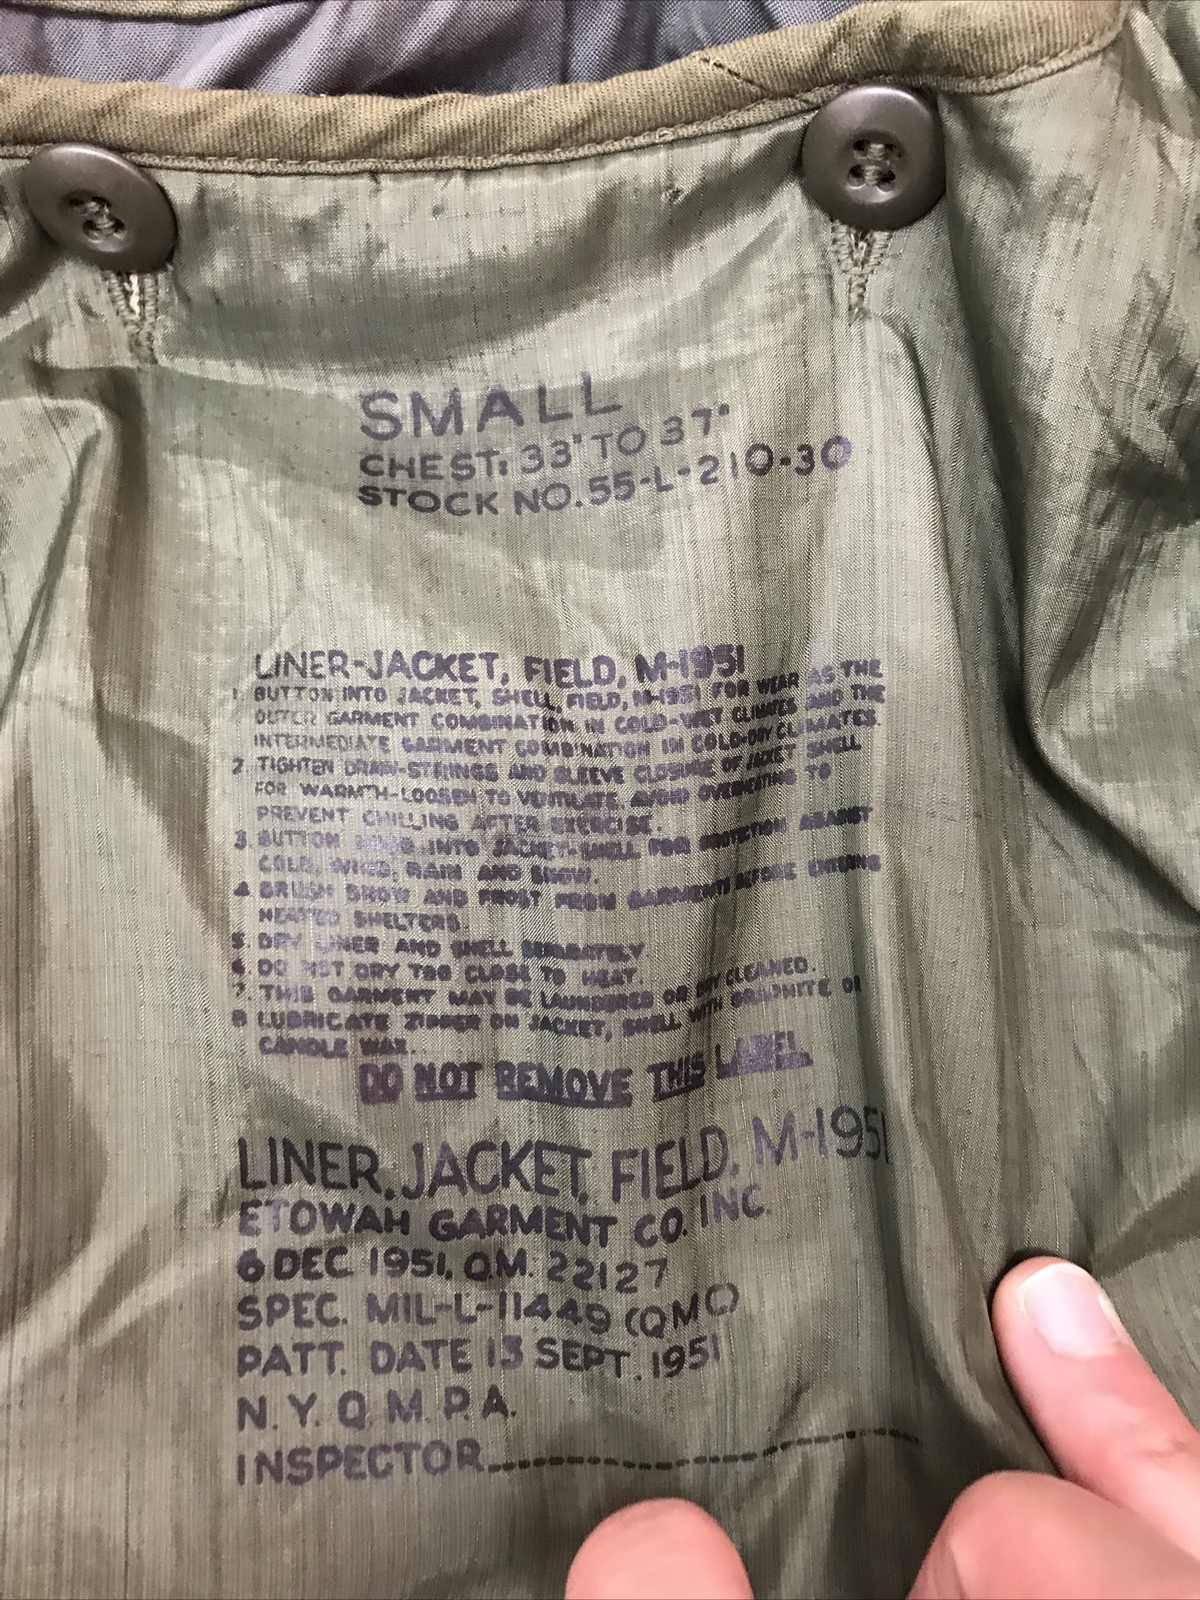 SMALL
CHEST: 33" TO 37"
STOCK NO. 55-L-210-30
LINER-JACKET, FIELD, M-1951
1. BUTTON INTO JACKET, SHELL, FIELD, M-1951 FOR WEAR AS THE
OUTER GARMENT COMBINATION IN COLD-WET CLIMATES AND THE
INTERMEDIATE GARMENT COMBINATION IN COLD-DRY CLIMATES.
2. TIGHTEN DRAW-STRINGS AND SLEEVE CLOSURE OF JACKET SHELL
FOR WARMTH-LOOSEN TO VENTILATE. AVOID OVERHEATING TO
PREVENT CHILLING AFTER EXERCISE.
3. BUTTON HOOD INTO JACKET-SHELL FOR PROTECTION AGAINST
COLD, WIND, RAIN AND SNOW.
4 BRUSH SNOW AND FROST FROM GARMENTS BEFORE ENTERING
HEATED SHELTERS.
5. DRY LINER AND SHELL SEPARATELY.
6. DO NOT DRY TOO CLOSE TO HEAT.
7. THIS GARMENT MAY BE LAUNDERED OR DRY CLEANED.
8 LUBRICATE ZIPPER ON JACKET, SHELL WITH GRAPHITE OR
CANDLE WAX.
DO NOT REMOVE THIS LABEL
LINER, JACKET, FIELD, M-1951
ETOWAH GARMENT CO. INC.
6 DEC. 1951, Q.M. 22127
SPEC. MIL-L-11449 (QMC)
PATT. DATE 13 SEPT. 1951
N.Y.Q.M.P.A.
INSPECTOR